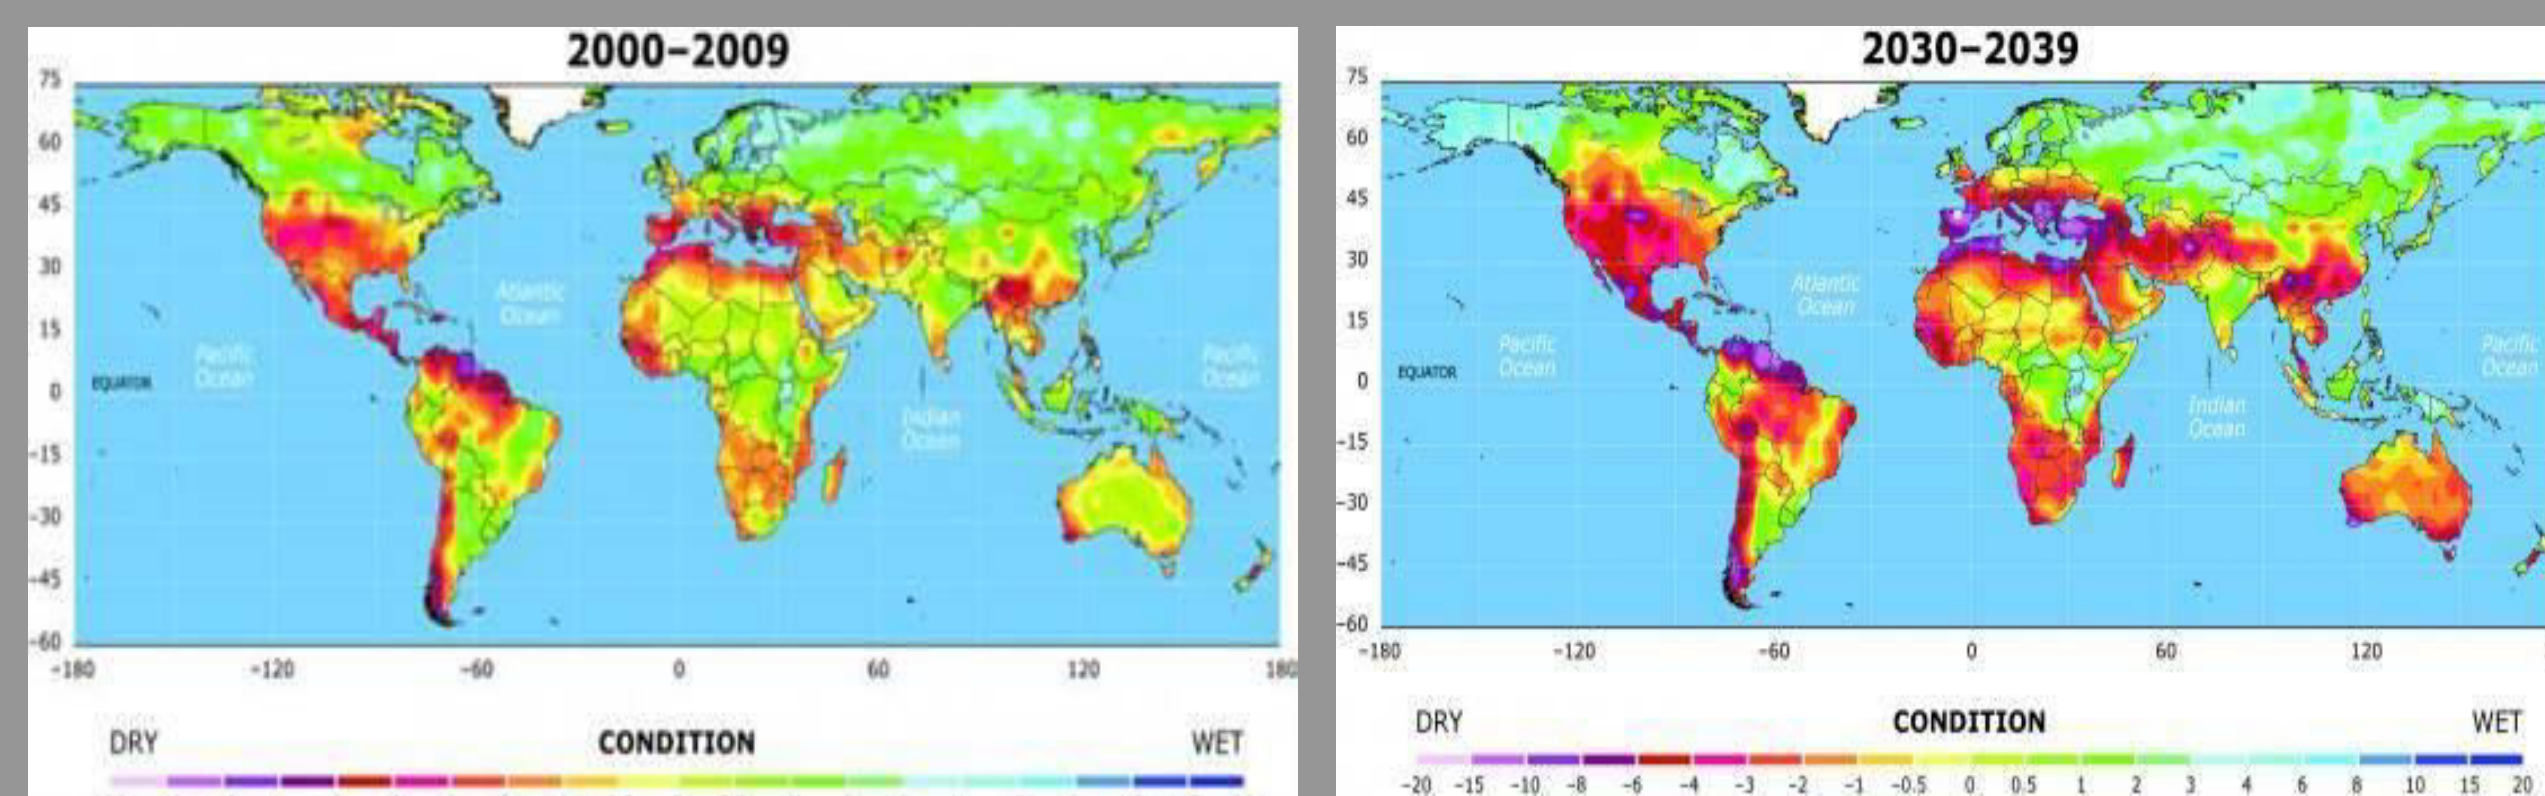 2000–2009
75
60
45
30
15
0
-15
-30
-45
-60
Atlantic
Ocean
Pacific
Ocean
Pacific
Ocean
EQUATOR
Indian
Ocean
-180 -120 -60 0 60 120 180
DRY CONDITION WET
2030–2039
75
60
45
30
15
0
-15
-30
-45
-60
Atlantic
Ocean
Pacific
Ocean
Pacific
Ocean
EQUATOR
Indian
Ocean
-180 -120 -60 0 60 120
DRY CONDITION WET
-20 -15 -10 -8 -6 -4 -3 -2 -1 -0.5 0 0.5 1 2 3 4 6 8 10 15 20